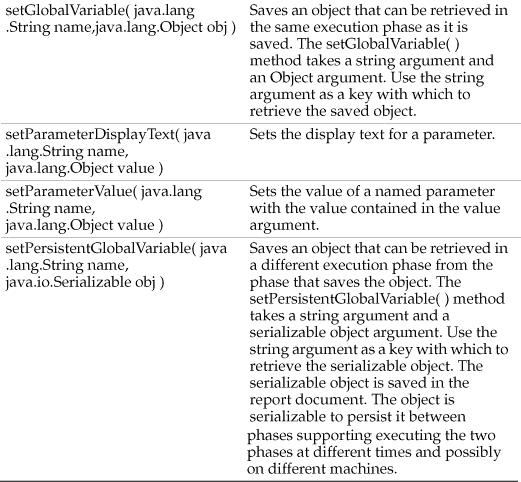 setGlobalVariable( java.lang
.String name,java.lang.Object obj )
Saves an object that can be retrieved in
the same execution phase as it is
saved. The setGlobalVariable( )
method takes a string argument and
an Object argument. Use the string
argument as a key with which to
retrieve the saved object.
setParameterDisplayText( java
.lang.String name,
java.lang.Object value )
Sets the display text for a parameter.
setParameterValue( java.lang
.String name,
java.lang.Object value )
Sets the value of a named parameter
with the value contained in the value
argument.
setPersistentGlobalVariable( java
.lang.String name,
java.io.Serializable obj )
Saves an object that can be retrieved in
a different execution phase from the
phase that saves the object. The
setPersistentGlobalVariable( ) method
takes a string argument and a
serializable object argument. Use the
string argument as a key with which to
retrieve the serializable object. The
serializable object is saved in the
report document. The object is
serializable to persist it between
phases supporting executing the two
phases at different times and possibly
on different machines.